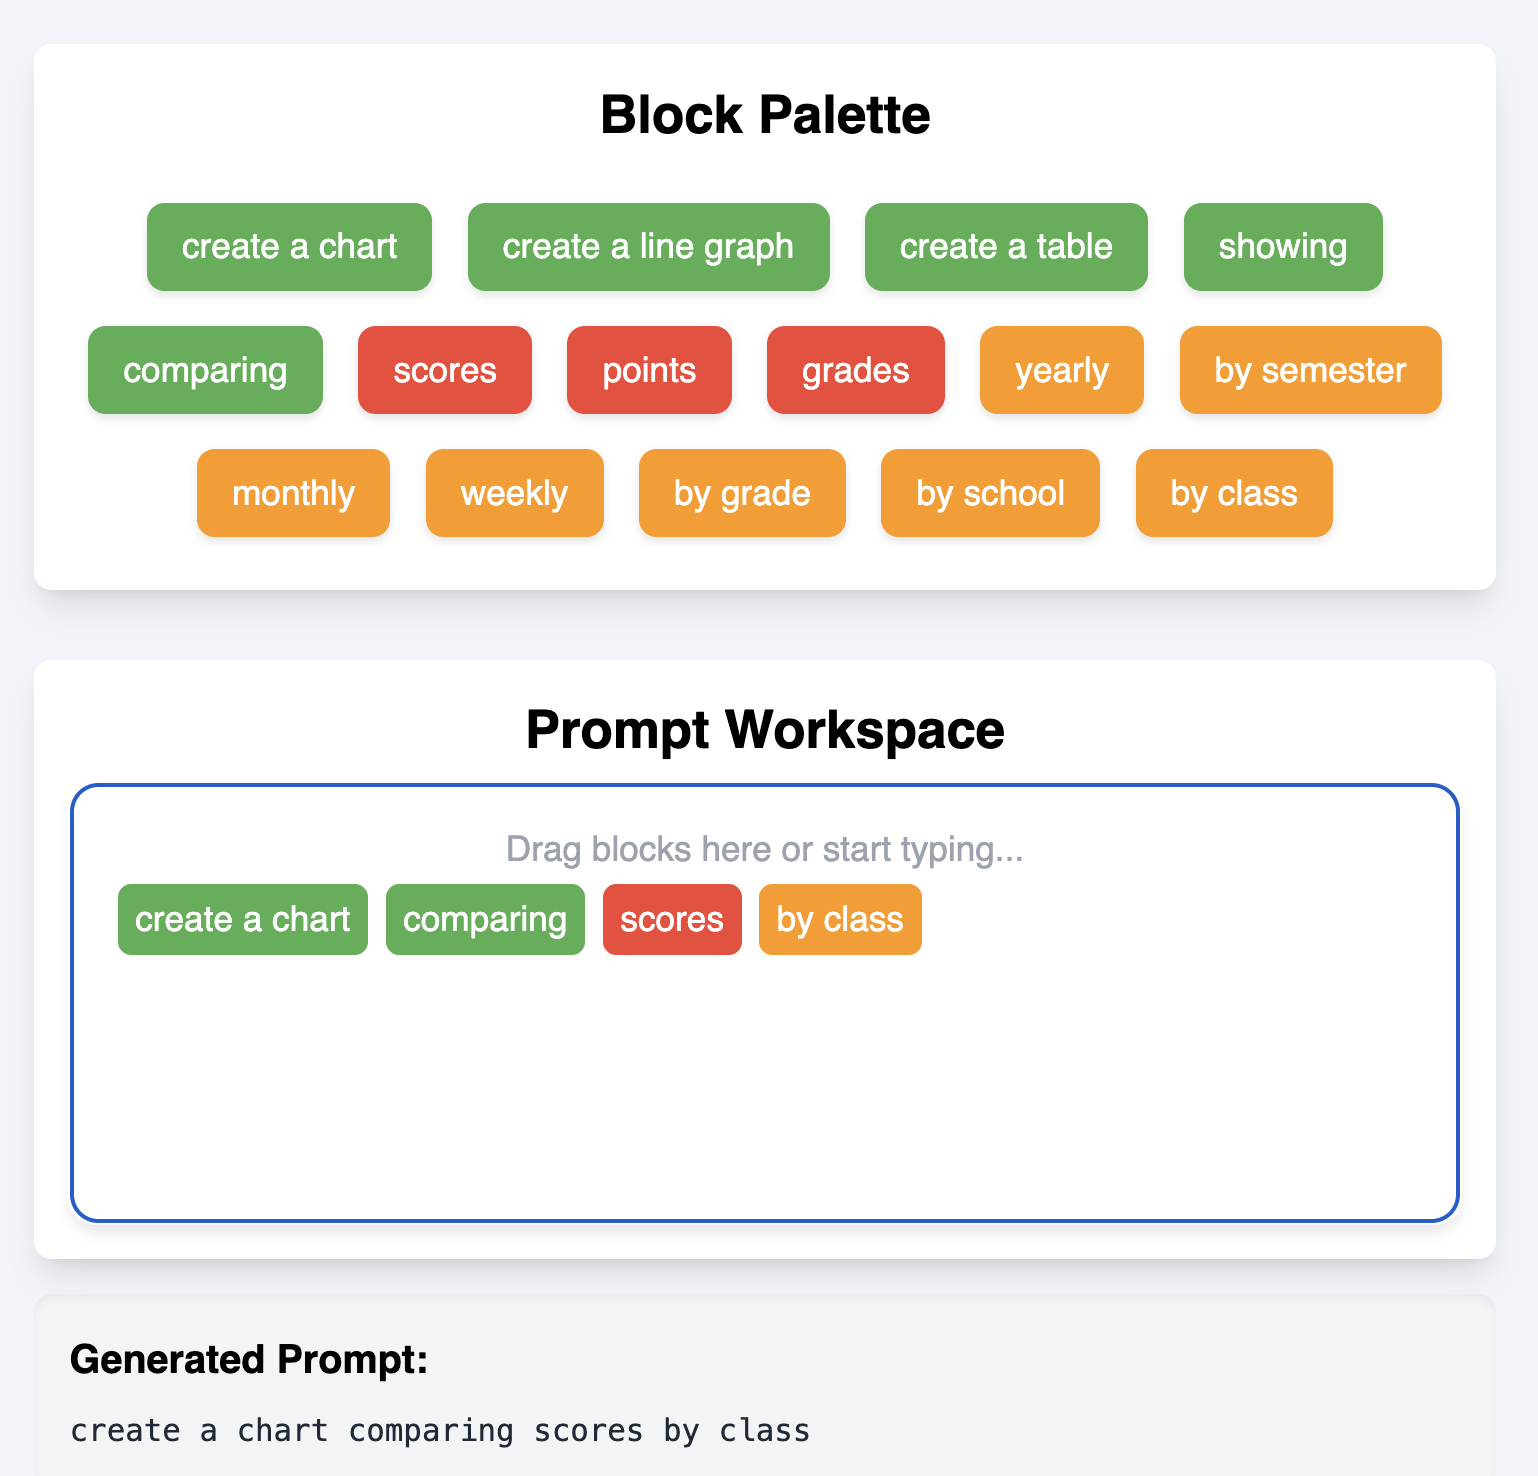 Block Palette
create a chart create a line graph create a table showing
comparing scores points grades yearly by semester
monthly weekly by grade by school by class
Prompt Workspace
Drag blocks here or start typing...
create a chart comparing scores by class
Generated Prompt:
create a chart comparing scores by class